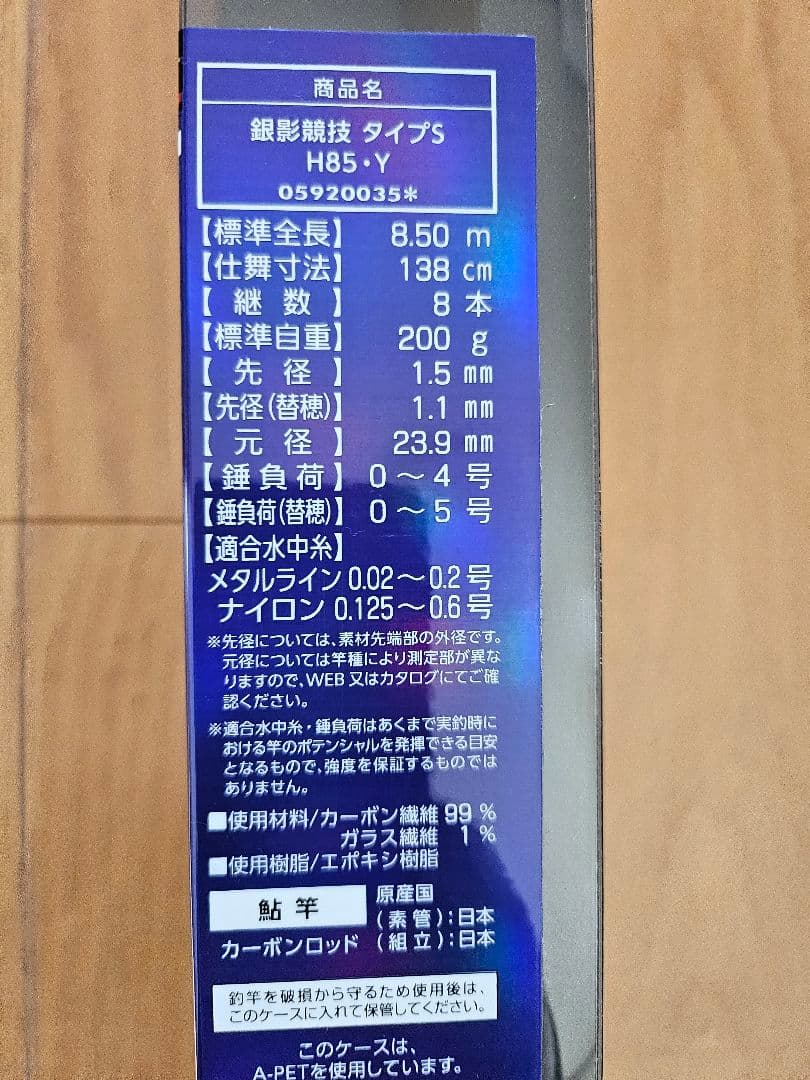 商品名
銀影競技 タイプS
H85・Y
05920035*
【標準全長】 8.50 m
【仕舞寸法】 138 cm
【継数】 8 本
【標準自重】 200 g
【先径】 1.5 mm
【先径(替穂)】 1.1 mm
【元径】 23.9 mm
【錘負荷】 0～4 号
【錘負荷(替穂)】 0～5 号
【適合水中糸】
メタルライン 0.02～0.2号
ナイロン 0.125～0.6号
※先径については、素材先端部の外径です。
元径については竿種により測定部が異な
りますので、WEB又はカタログにてご確
認ください。
※適合水中糸・錘負荷はあくまで実釣時に
おける竿のポテンシャルを発揮できる目安
となるもので、強度を保証するものでは
ありません。
■使用材料/カーボン繊維 99 %
ガラス繊維 1 %
■使用樹脂/エポキシ樹脂
鮎竿
カーボンロッド
原産国
(素管):日本
(組立):日本
釣竿を破損から守るため使用後は、
このケースに入れて保管してください。
このケースは、
A-PETを使用しています。